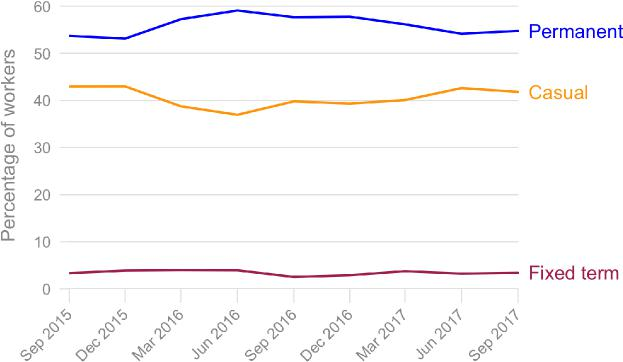 Percentage of workers
60
50
40
30
20
10
0
Permanent
Casual
Fixed term
Sep 2015
Dec 2015
Mar 2016
Jun 2016
Sep 2016
Dec 2016
Mar 2017
Jun 2017
Sep 2017